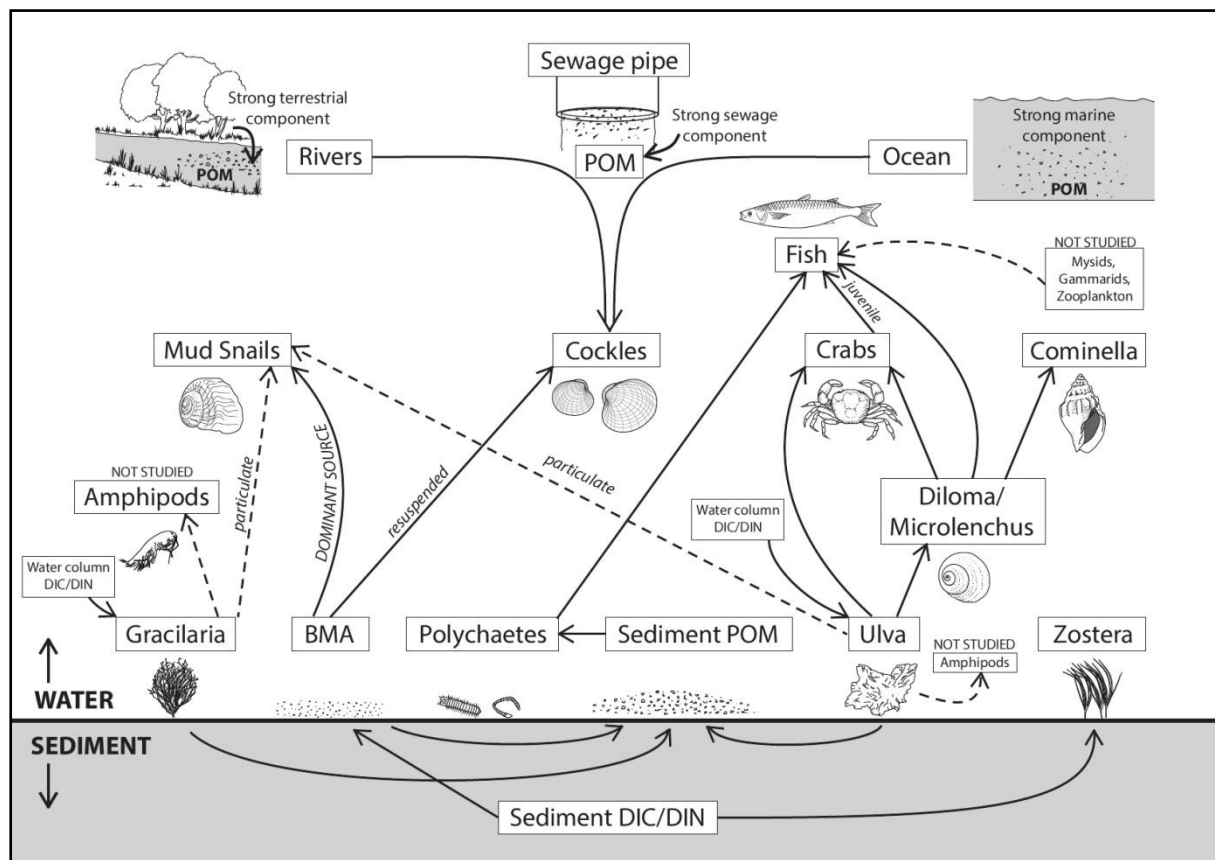 Sewage pipe
Strong terrestrial
component
POM
Rivers
Strong sewage
component
POM
Ocean
Strong marine
component
POM
Fish
NOT STUDIED
Mysids,
Gammarids,
Zooplankton
juvenile
Mud Snails
Cockles
Crabs
Cominella
NOT STUDIED
Amphipods
particulate
DOMINANT SOURCE
resuspended
particulate
Water column
DIC/DIN
Diloma/
Microlenchus
Water column
DIC/DIN
Gracilaria
BMA
Polychaetes
Sediment POM
Ulva
NOT STUDIED
Amphipods
Zostera
WATER
SEDIMENT
Sediment DIC/DIN